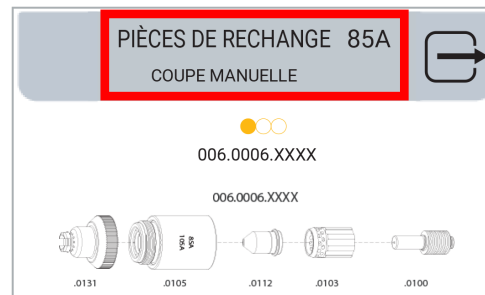 PIÈCES DE RECHANGE 85A
COUPE MANUELLE
006.0006.XXXX
006.0006.XXXX
85A
105A
.0131 .0105 .0112 .0103 .0100